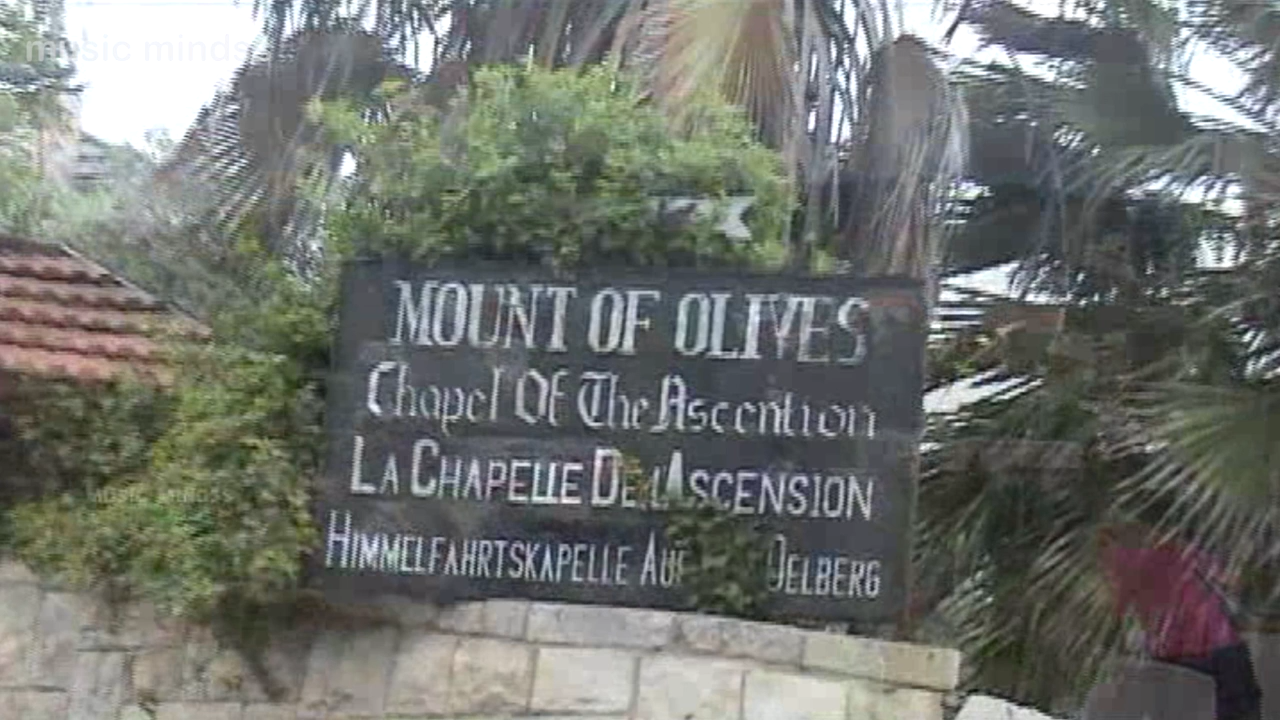 music minds
MOUNT OF OLIVES
Chapel Of The Ascention
LA CHAPELLE DE L'ASCENSION
HIMMELFAHRTSKAPELLE AUF OELBERG